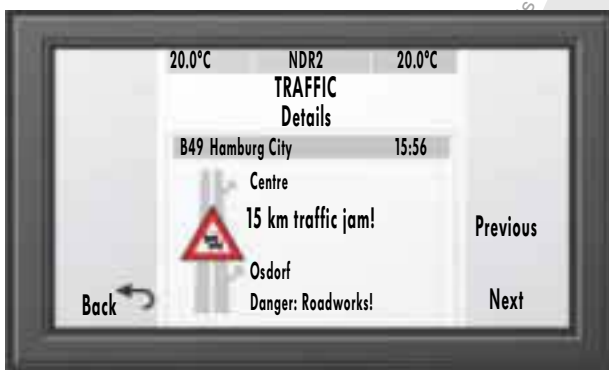 20.0°C NDR2 20.0°C
TRAFFIC
Details
B49 Hamburg City 15:56
Centre
15 km traffic jam!
Previous
Osdorf
Back Danger: Roadworks! Next